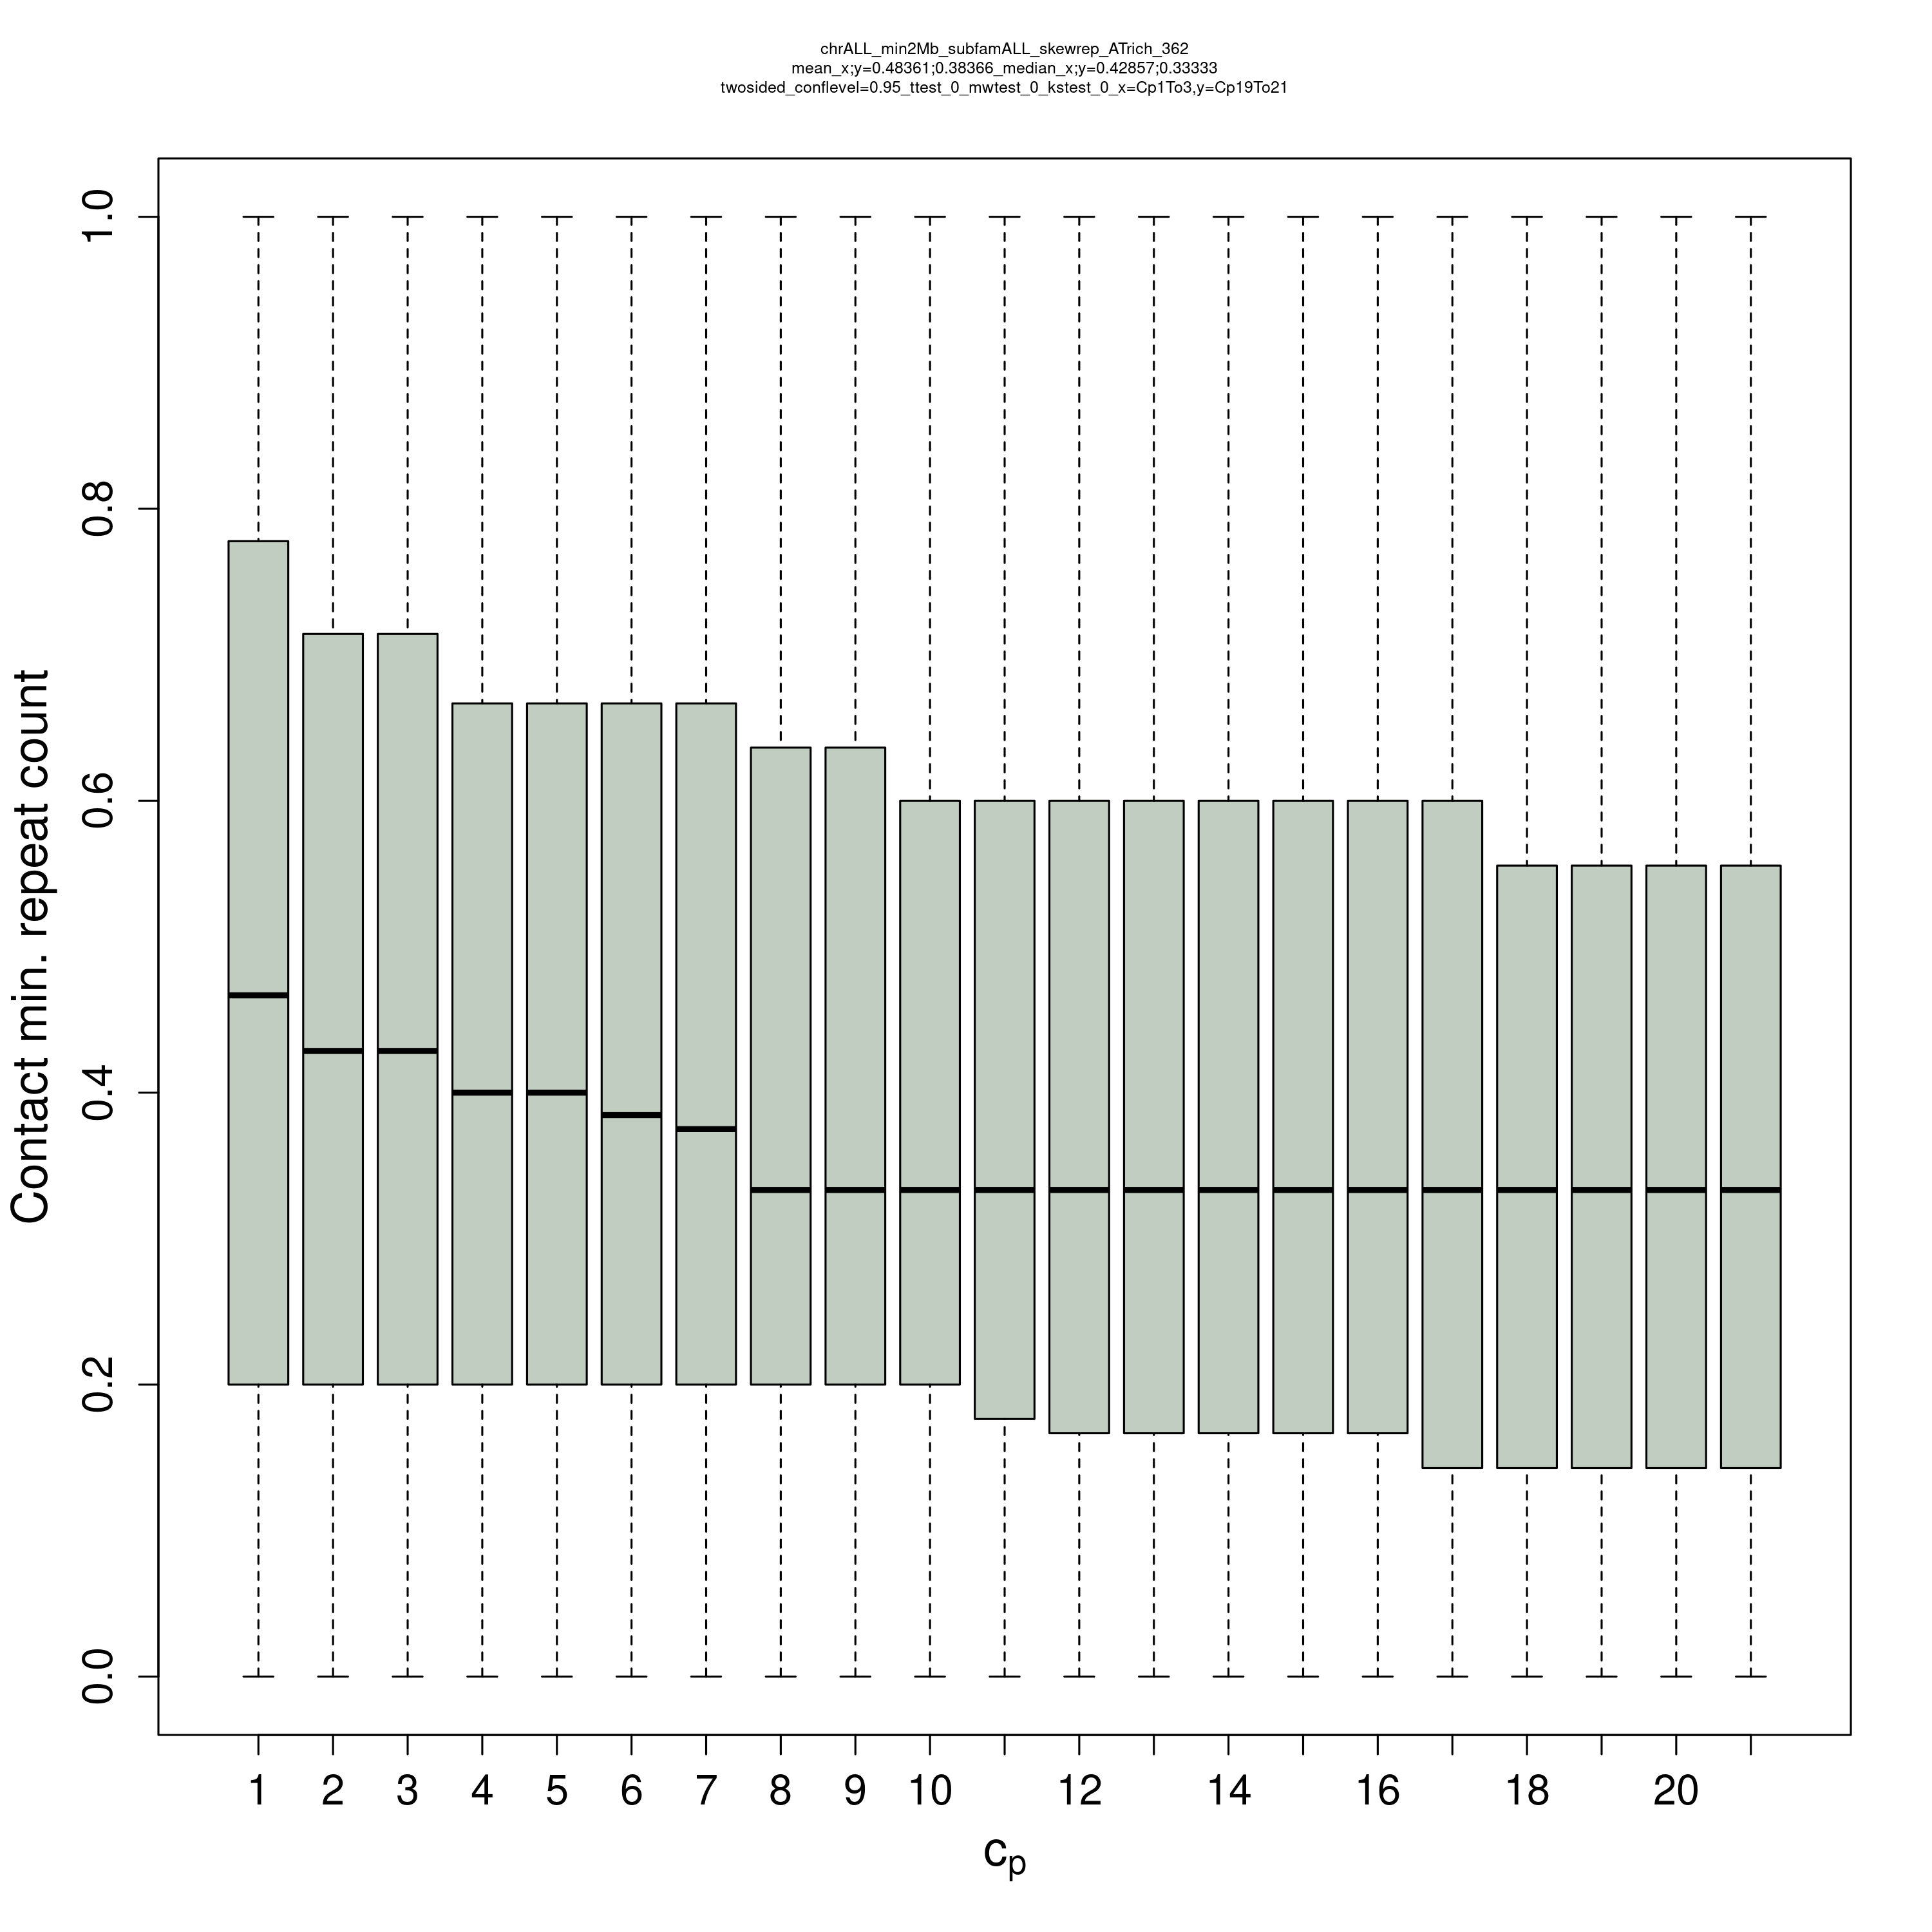 chrALL_min2Mb_subfamALL_skewrep_ATrich_362
mean_x;y=0.48361;0.38366_median_x;y=0.42857;0.33333
twosided_conflevel=0.95_ttest_0_mwtest_0_kstest_0_x=Cp1To3,y=Cp19To21
Contact min. repeat count
1.0
0.8
0.6
0.4
0.2
0.0
1 2 3 4 5 6 7 8 9 10 12 14 16 18 20
cp